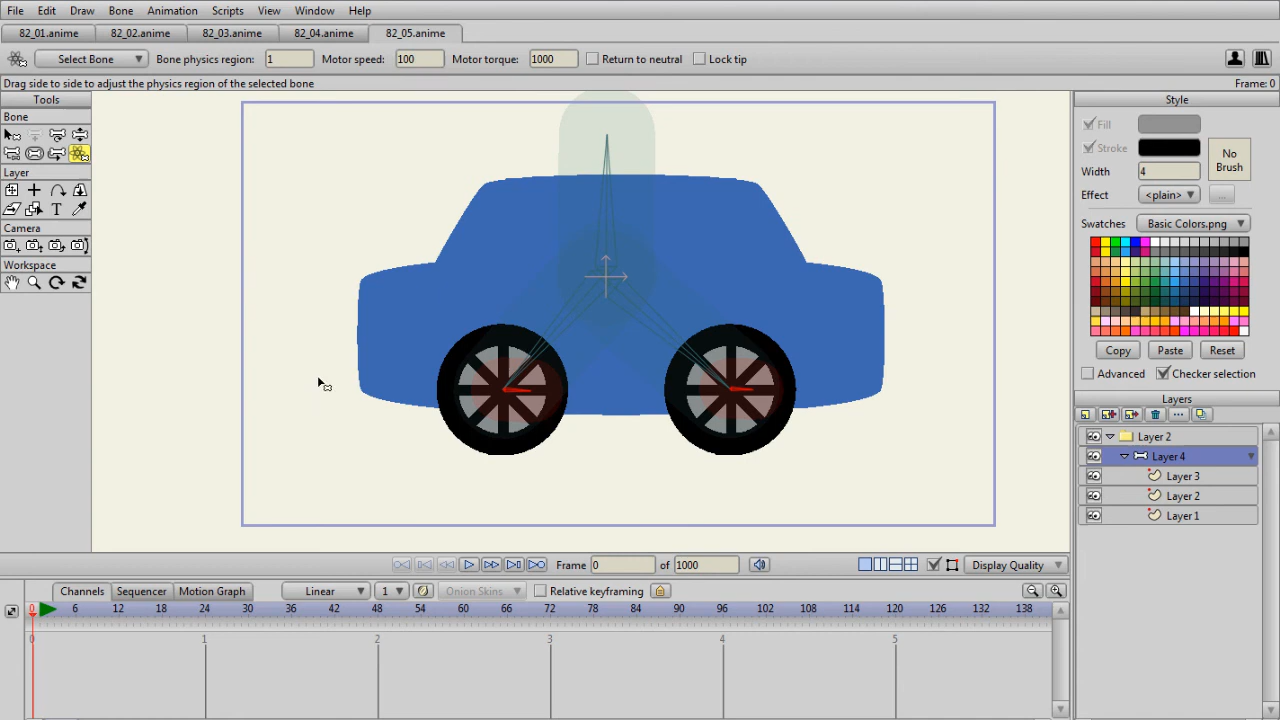 File Edit Draw Bone Animation Scripts View Window Help
82_01.anime 82_02.anime 82_03.anime 82_04.anime 82_05.anime
Select Bone Bone physics region: 1 Motor speed: 100 Motor torque: 1000 Return to neutral Lock tip
Drag side to side to adjust the physics region of the selected bone Frame: 0
Tools
Bone
Layer
T
Camera
Workspace
Style
Fill
Stroke
No Brush
Width 4
Effect <plain> ...
Swatches Basic Colors.png
Copy Paste Reset
Advanced Checker selection
Layers
Layer 2
Layer 4
Layer 3
Layer 2
Layer 1
Frame 0 of 1000 Display Quality
Channels Sequencer Motion Graph Linear 1 Onion Skins Relative keyframing
0 6 12 18 24 30 36 42 48 54 60 66 72 78 84 90 96 102 108 114 120 126 132 138
0 1 2 3 4 5